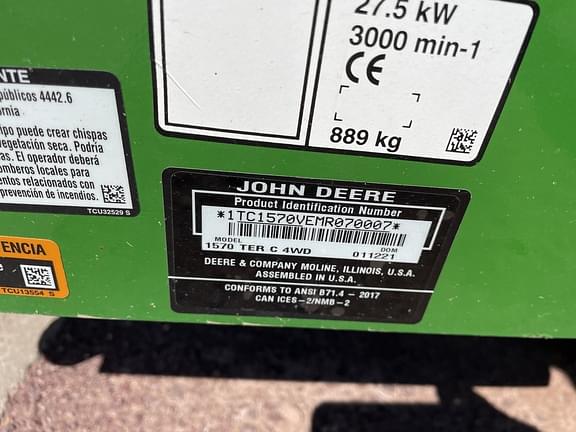 27.5 kW
3000 min-1
CE
889 kg
NTE
públicos 4442.6
rnia
ipo puede crear chispas
vegetación seca. Podría
as. El operador deberá
mberos locales para
entos relacionados con
prevención de incendios.
TCU32529 S
ENCIA
e
TCU13554 S
JOHN DEERE
Product Identification Number
*1TC1570VEMR070007*
MODEL
DOM
1570 TER C 4WD
011221
DEERE & COMPANY MOLINE, ILLINOIS, U.S.A.
ASSEMBLED IN U.S.A.
CONFORMS TO ANSI B71.4 - 2017
CAN ICES-2/NMB-2